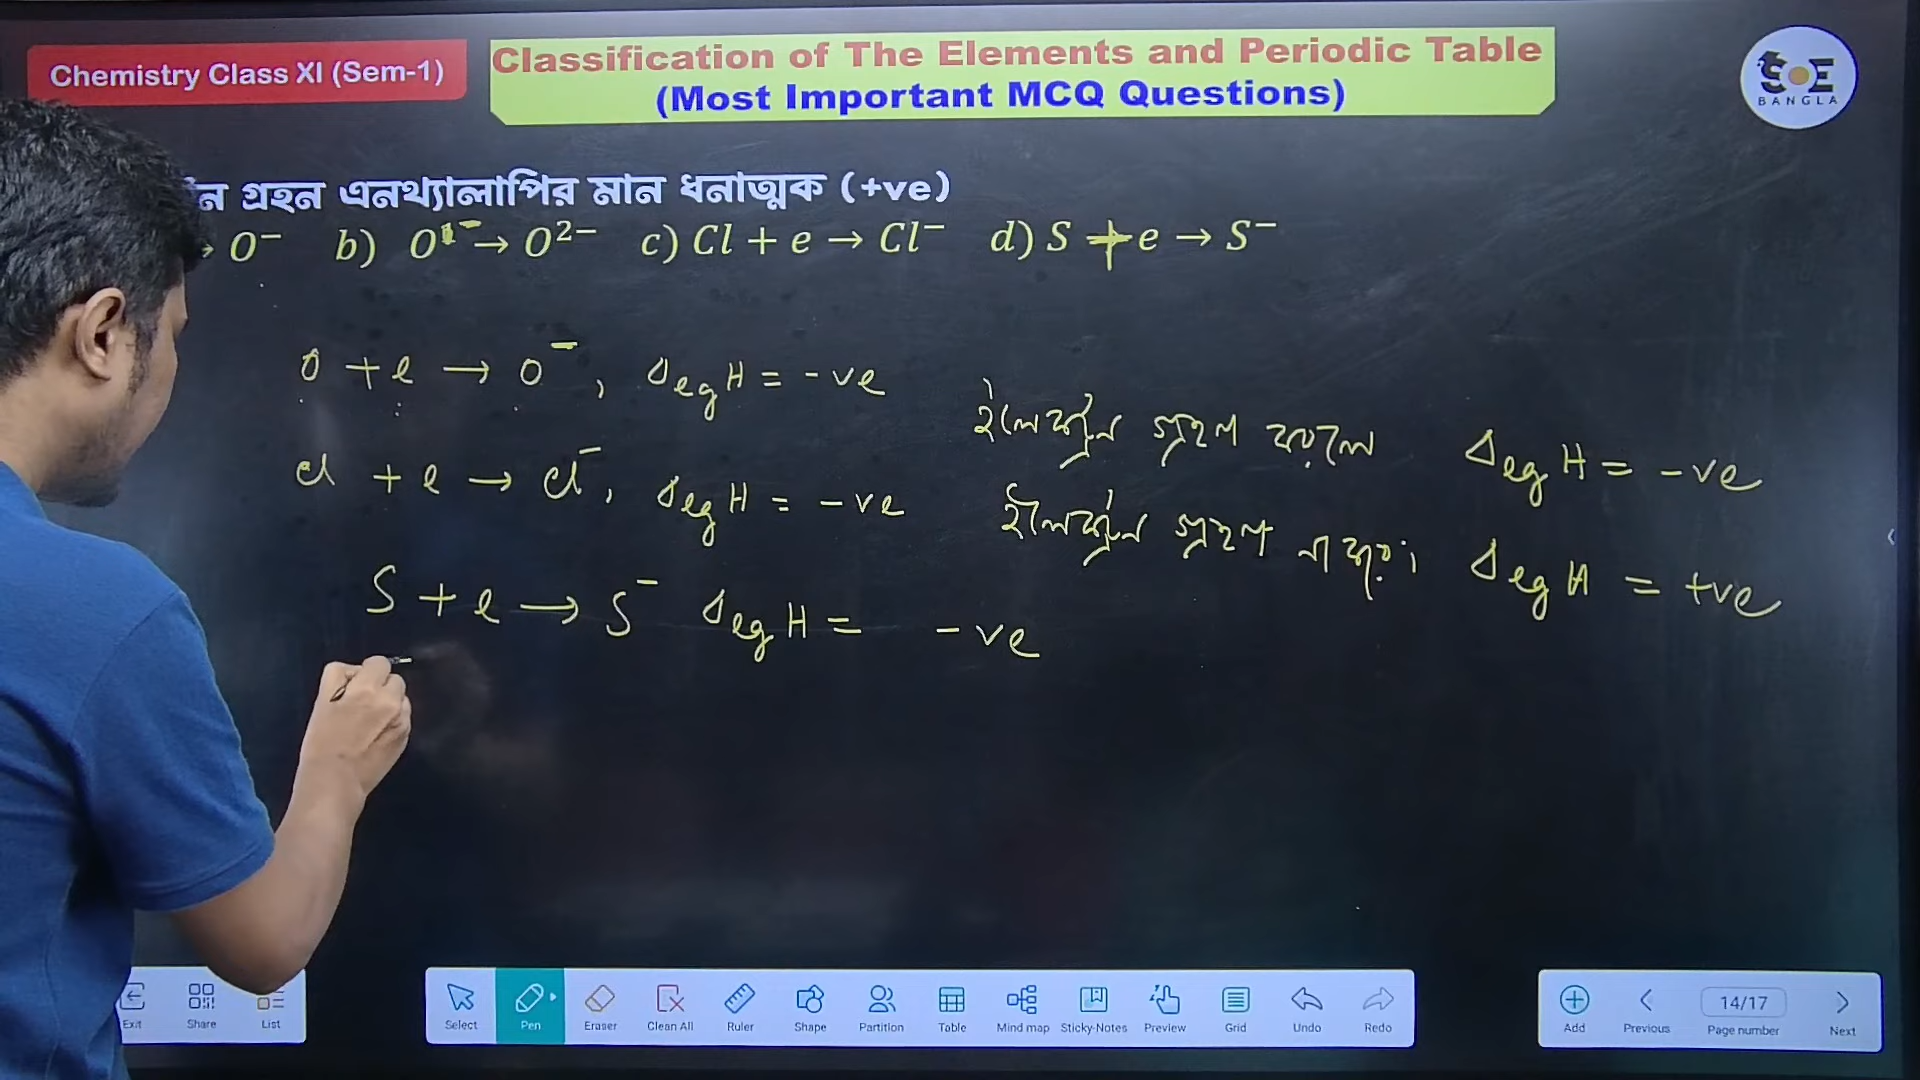 Chemistry Class XI (Sem-1)
Classification of The Elements and Periodic Table
(Most Important MCQ Questions)
SOE
BANGLA
গ্রহন এনথ্যালাপির মান ধনাত্মক (+ve)
→ O⁻ b) O¹⁻ → O²⁻ c) Cl + e → Cl⁻ d) S + e → S⁻
O + e → O⁻, ΔegH = -ve
ইলেকট্রন গ্রহণ করলে ΔegH = -ve
Cl + e → Cl⁻, ΔegH = -ve
ইলেকট্রন গ্রহণ না ΔegH = +ve
S + e → S⁻ ΔegH = -ve
Exit Share List
Select Pen Eraser Clean All Ruler Shape Partition Table Mind map Sticky-Notes Preview Grid Undo Redo
Add Previous 14/17 Page number Next